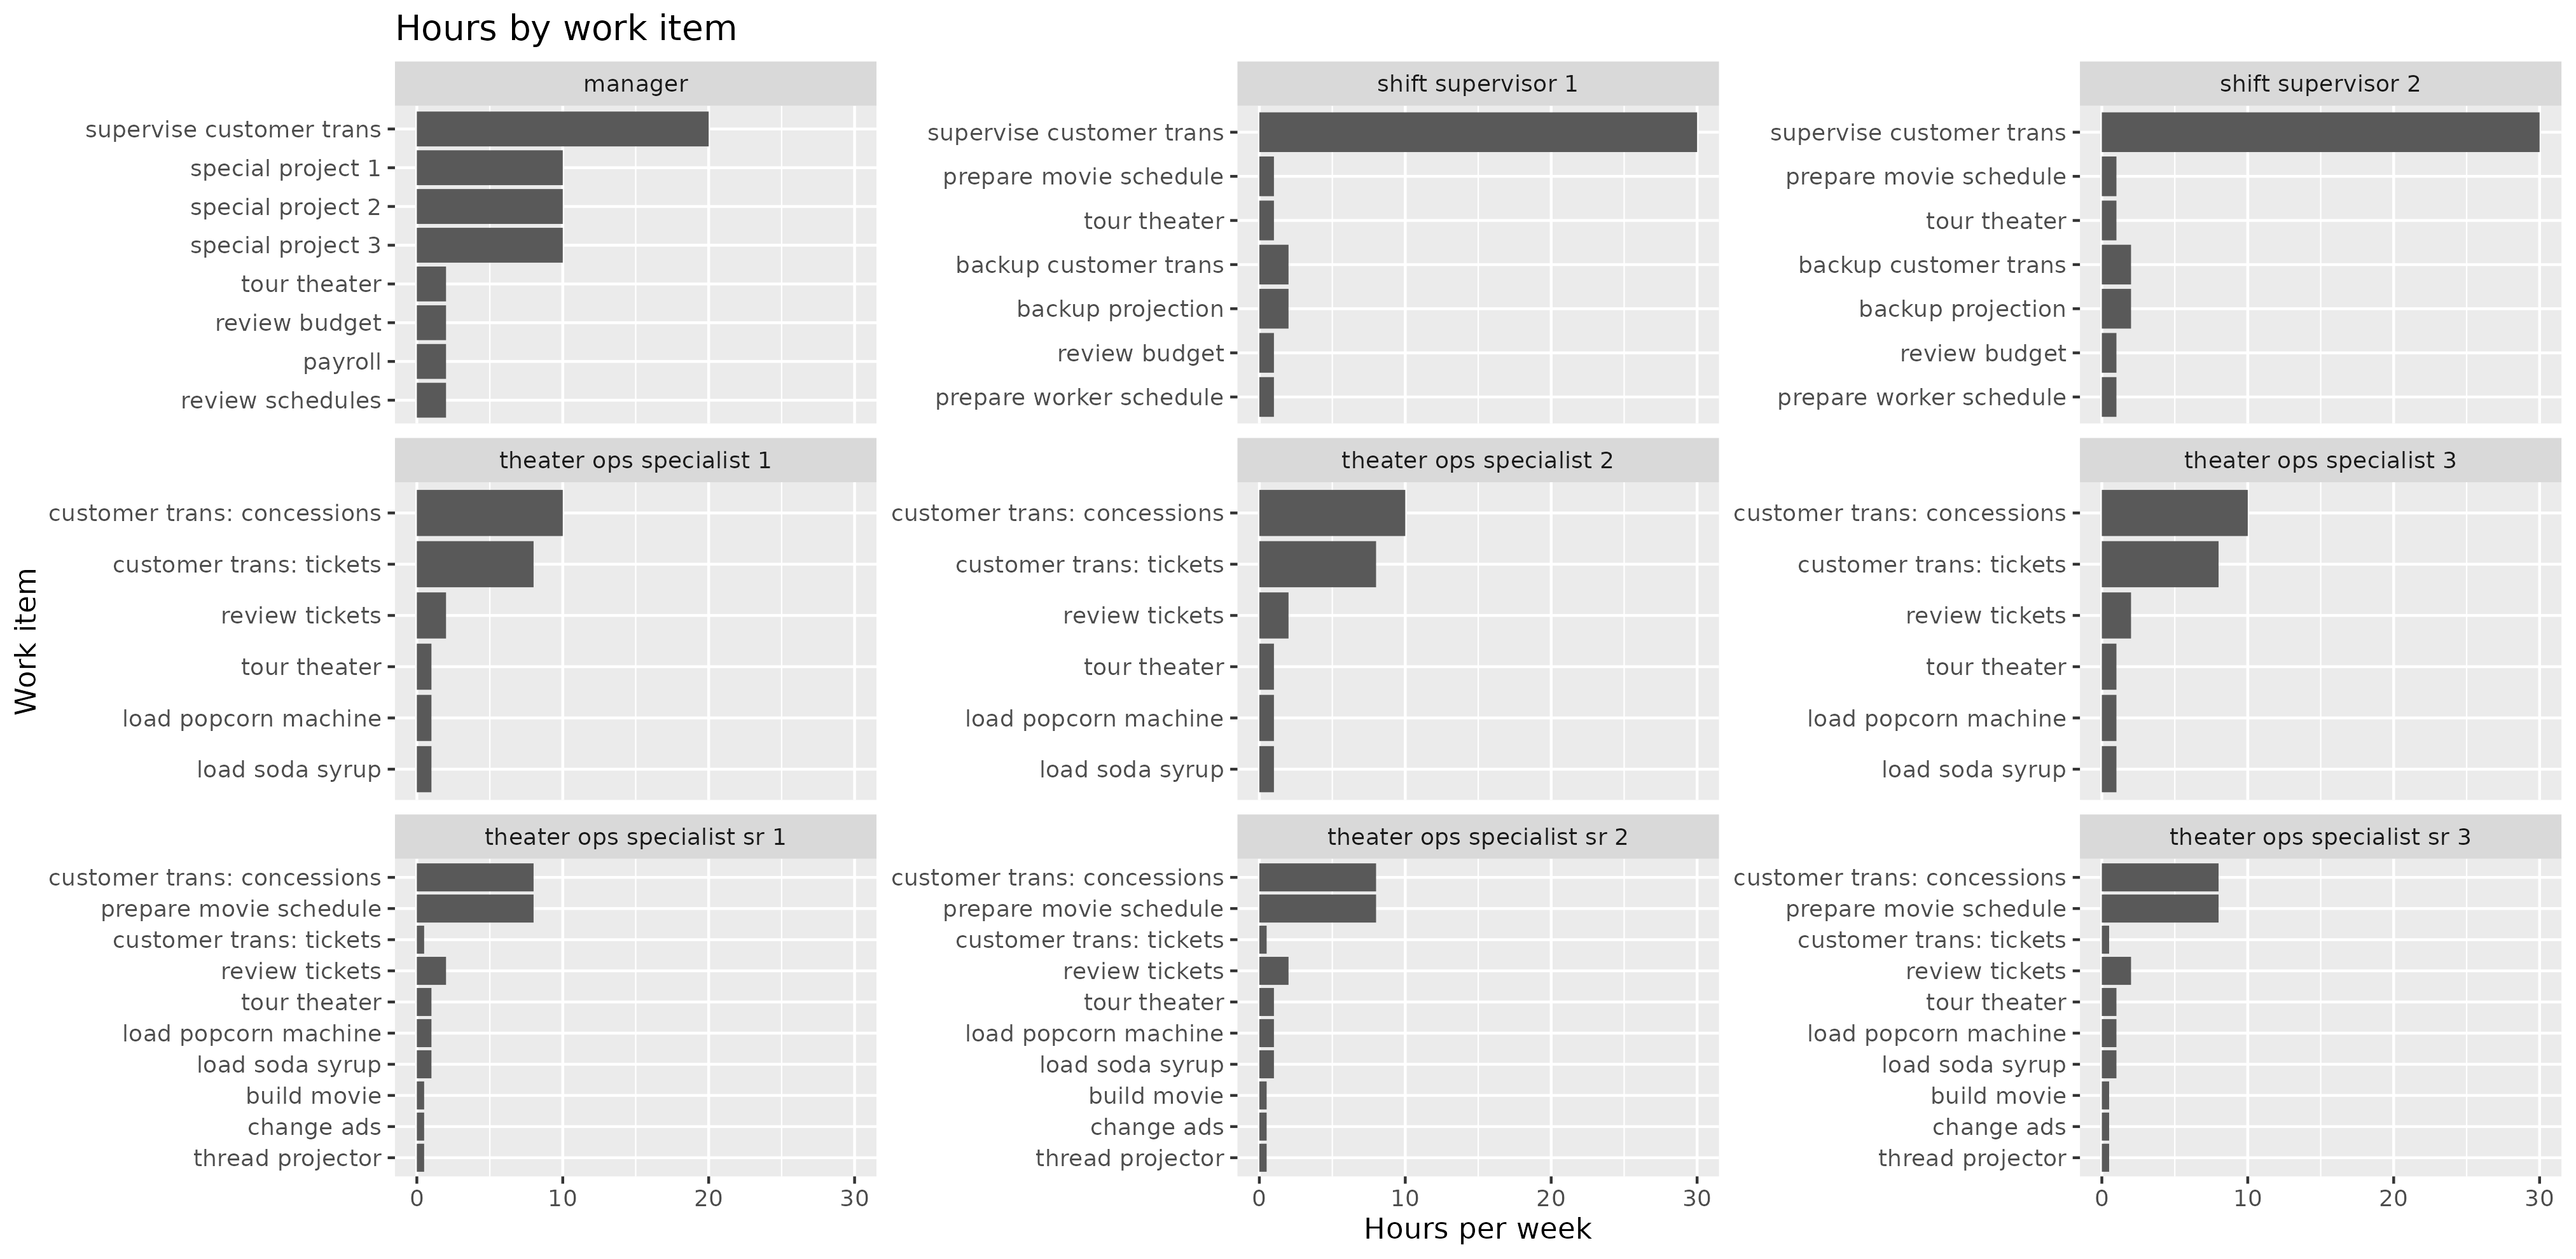 Hours by work item
manager
supervise customer trans
special project 1
special project 2
special project 3
tour theater
review budget
payroll
review schedules
shift supervisor 1
supervise customer trans
prepare movie schedule
tour theater
backup customer trans
backup projection
review budget
prepare worker schedule
shift supervisor 2
supervise customer trans
prepare movie schedule
tour theater
backup customer trans
backup projection
review budget
prepare worker schedule
theater ops specialist 1
customer trans: concessions
customer trans: tickets
review tickets
tour theater
load popcorn machine
load soda syrup
theater ops specialist 2
customer trans: concessions
customer trans: tickets
review tickets
tour theater
load popcorn machine
load soda syrup
theater ops specialist 3
customer trans: concessions
customer trans: tickets
review tickets
tour theater
load popcorn machine
load soda syrup
theater ops specialist sr 1
customer trans: concessions
prepare movie schedule
customer trans: tickets
review tickets
tour theater
load popcorn machine
load soda syrup
build movie
change ads
thread projector
0 10 20 30
theater ops specialist sr 2
customer trans: concessions
prepare movie schedule
customer trans: tickets
review tickets
tour theater
load popcorn machine
load soda syrup
build movie
change ads
thread projector
0 10 20 30
theater ops specialist sr 3
customer trans: concessions
prepare movie schedule
customer trans: tickets
review tickets
tour theater
load popcorn machine
load soda syrup
build movie
change ads
thread projector
0 10 20 30
Hours per week
Work item